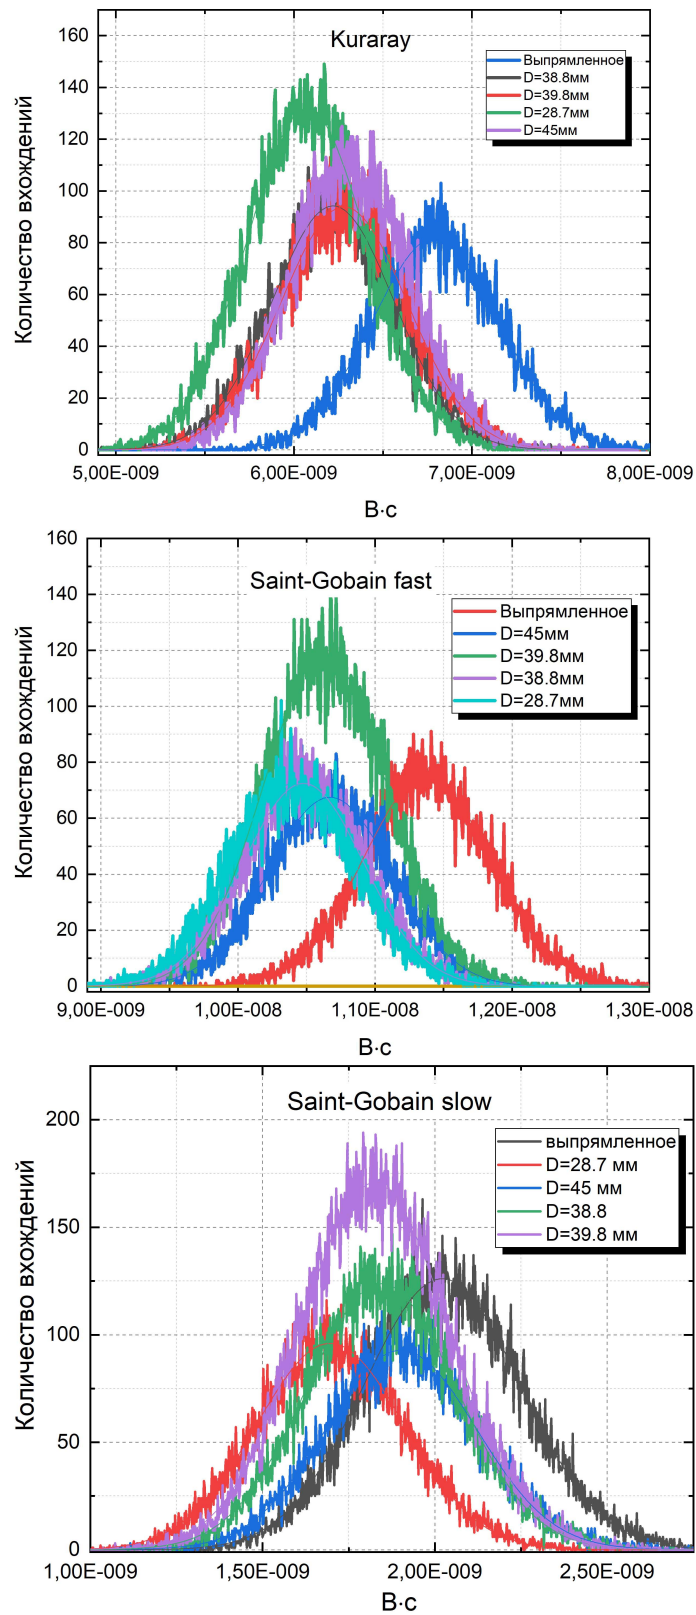 Kuraray
Количество вхождений
160
140
120
100
80
60
40
20
0
Выпрямленное
D=38.8мм
D=39.8мм
D=28.7мм
D=45мм
5,00E-009
6,00E-009
7,00E-009
8,00E-009
В·с
Saint-Gobain fast
Количество вхождений
160
140
120
100
80
60
40
20
0
Выпрямленное
D=45мм
D=39.8мм
D=38.8мм
D=28.7мм
9,00E-009
1,00E-008
1,10E-008
1,20E-008
1,30E-008
В·с
Saint-Gobain slow
Количество вхождений
200
150
100
50
0
выпрямленное
D=28.7 мм
D=45 мм
D=38.8
D=39.8 мм
1,00E-009
1,50E-009
2,00E-009
2,50E-009
В·с